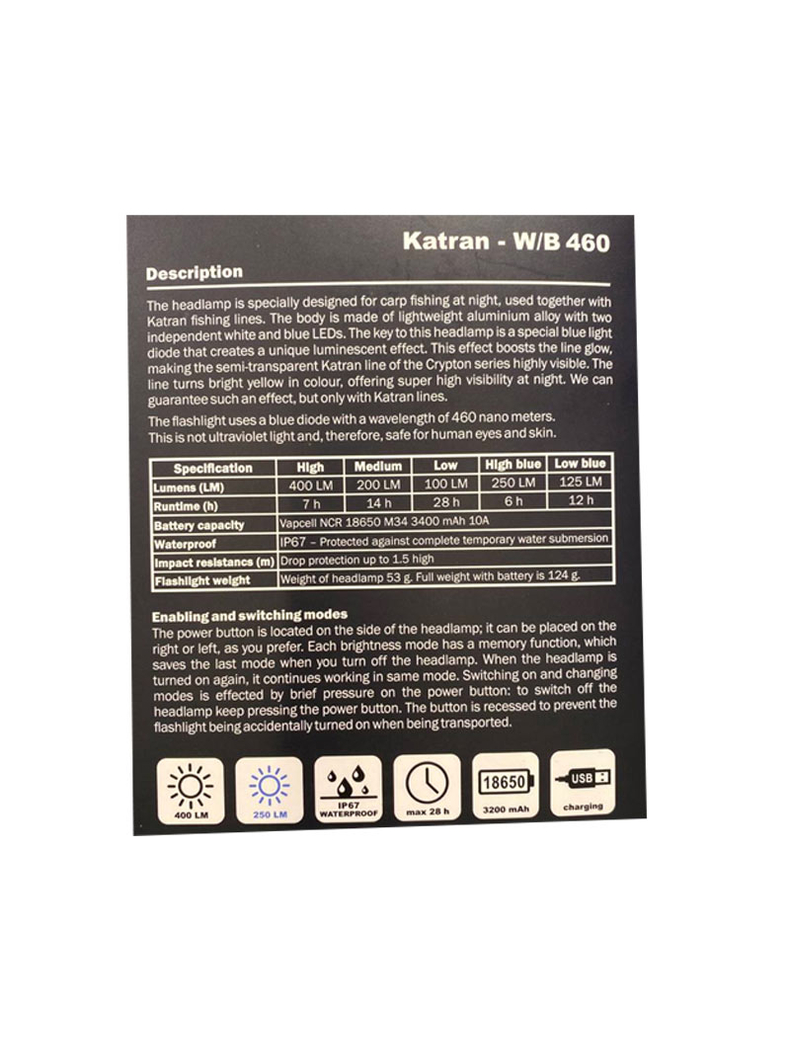 Katran - W/B 460
Description
The headlamp is specially designed for carp fishing at night, used together with
Katran fishing lines. The body is made of lightweight aluminium alloy with two
independent white and blue LEDs. The key to this headlamp is a special blue light
diode that creates a unique luminescent effect. This effect boosts the line glow,
making the semi-transparent Katran line of the Crypton series highly visible. The
line turns bright yellow in colour, offering super high visibility at night. We can
guarantee such an effect, but only with Katran lines.
The flashlight uses a blue diode with a wavelength of 460 nano meters.
This is not ultraviolet light and, therefore, safe for human eyes and skin.
Specification High Medium Low High blue Low blue
Lumens (LM) 400 LM 200 LM 100 LM 250 LM 125 LM
Runtime (h) 7 h 14 h 28 h 6 h 12 h
Battery capacity Vapcell NCR 18650 M34 3400 mAh 10A
Waterproof IP67 – Protected against complete temporary water submersion
Impact resistancs (m) Drop protection up to 1.5 high
Flashlight weight Weight of headlamp 53 g. Full weight with battery is 124 g.
Enabling and switching modes
The power button is located on the side of the headlamp; it can be placed on the
right or left, as you prefer. Each brightness mode has a memory function, which
saves the last mode when you turn off the headlamp. When the headlamp is
turned on again, it continues working in same mode. Switching on and changing
modes is effected by brief pressure on the power button: to switch off the
headlamp keep pressing the power button. The button is recessed to prevent the
flashlight being accidentally turned on when being transported.
400 LM
250 LM
IP67
WATERPROOF
max 28 h
18650
3200 mAh
USB
charging